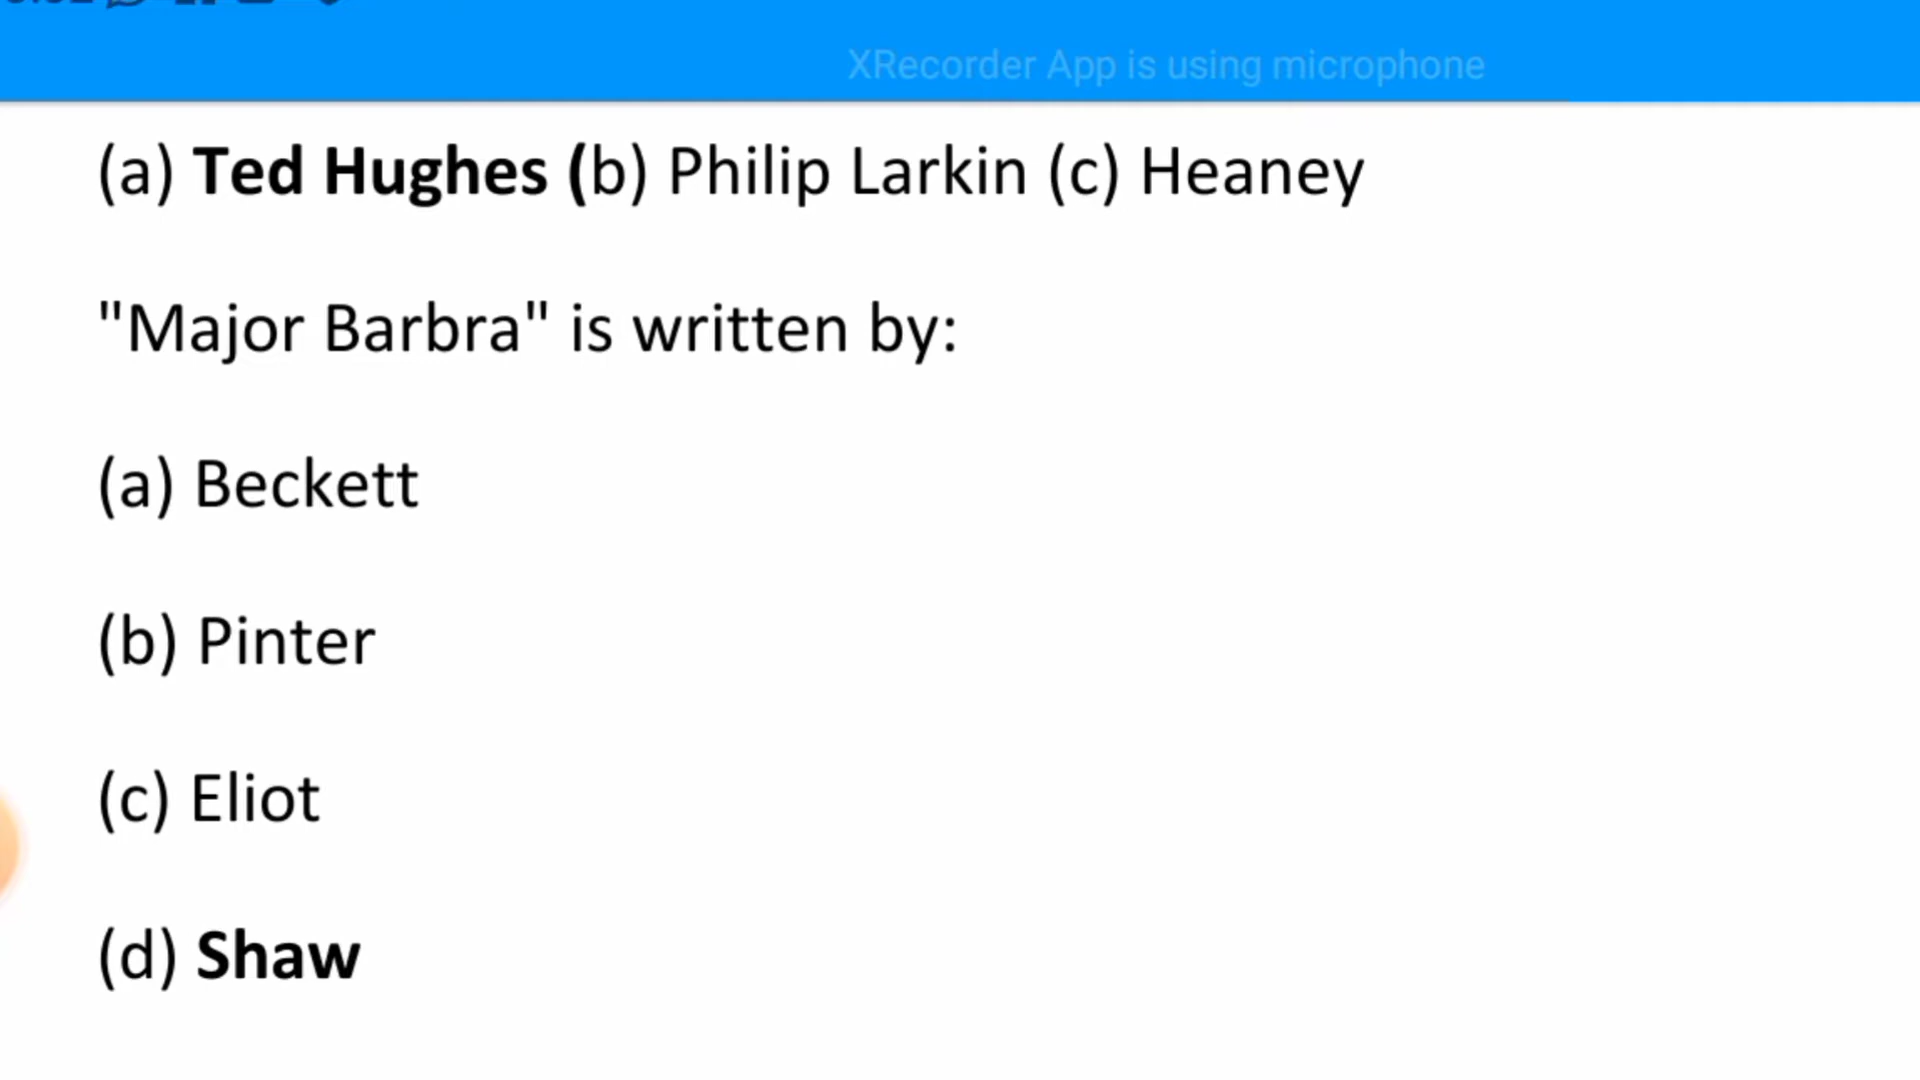 XRecorder App is using microphone
(a) Ted Hughes (b) Philip Larkin (c) Heaney
"Major Barbra" is written by:
(a) Beckett
(b) Pinter
(c) Eliot
(d) Shaw